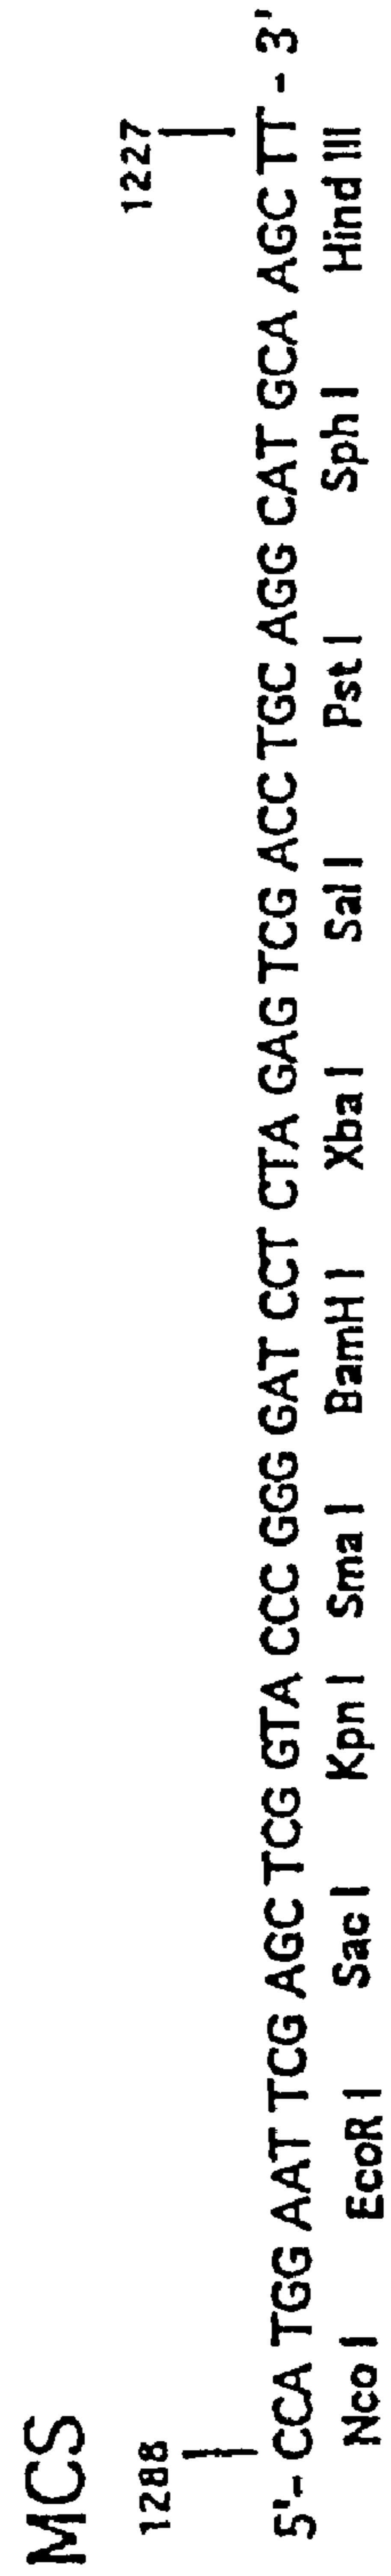 MCS
1288 1227
5'- CCA TGG AAT TCG AGC TCG GTA CCC GGG GAT CCT CTA GAG TCG ACC TGC AGG CAT GCA AGC TT - 3'
Nco I EcoR I Sac I Kpn I Sma I BamH I Xba I Sal I Pst I Sph I Hind III